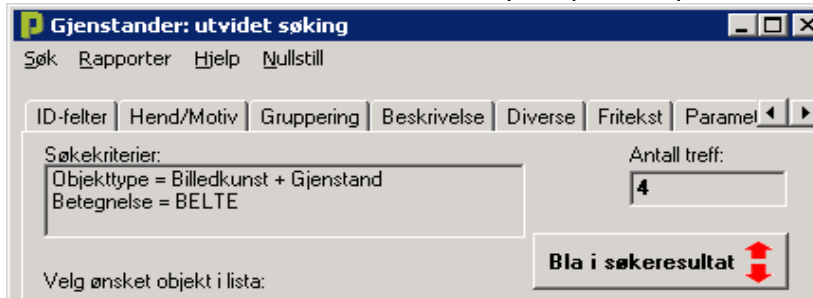 Gjenstander: utvidet søking
Søk Rapporter Hjelp Nullstill
ID-felter Hend/Motiv Gruppering Beskrivelse Diverse Fritekst Paramel
Søkekriterier:
Antall treff:
Objekttype = Billedkunst + Gjenstand
Betegnelse = BELTE
4
Bla i søkeresultat
Velg ønsket objekt i lista: